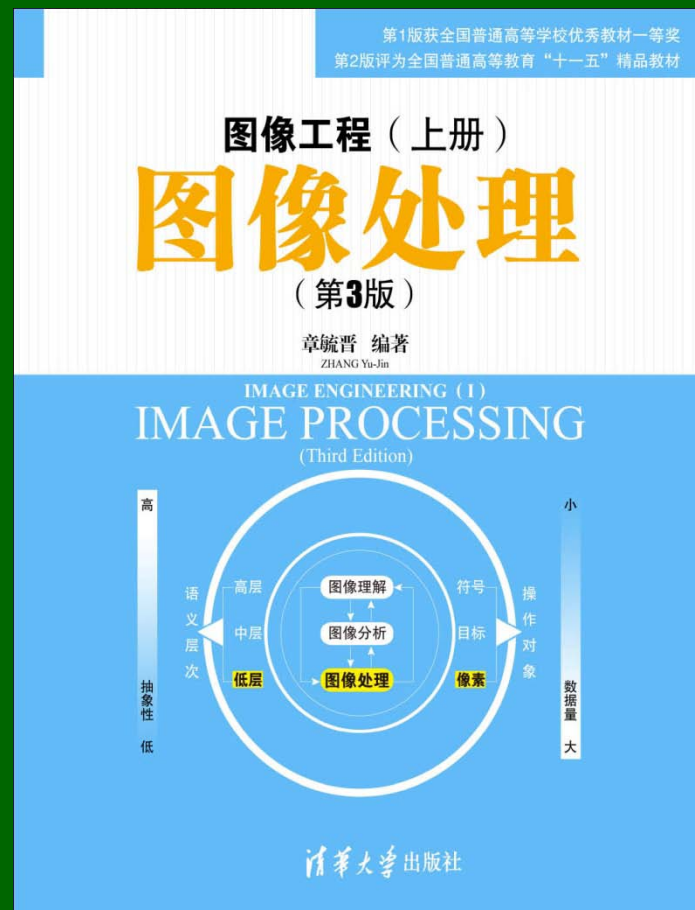 第1版获全国普通高等学校优秀教材一等奖
第2版评为全国普通高等教育“十一五”精品教材
图像工程（上册）
图像处理
（第3版）
章毓晋 编著
ZHANG Yu-Jin
IMAGE ENGINEERING (I)
IMAGE PROCESSING
(Third Edition)
高
抽象性
低
语义层次
高层
中层
低层
图像理解
图像分析
图像处理
符号
目标
像素
操作对象
小
数据量
大
清华大学出版社